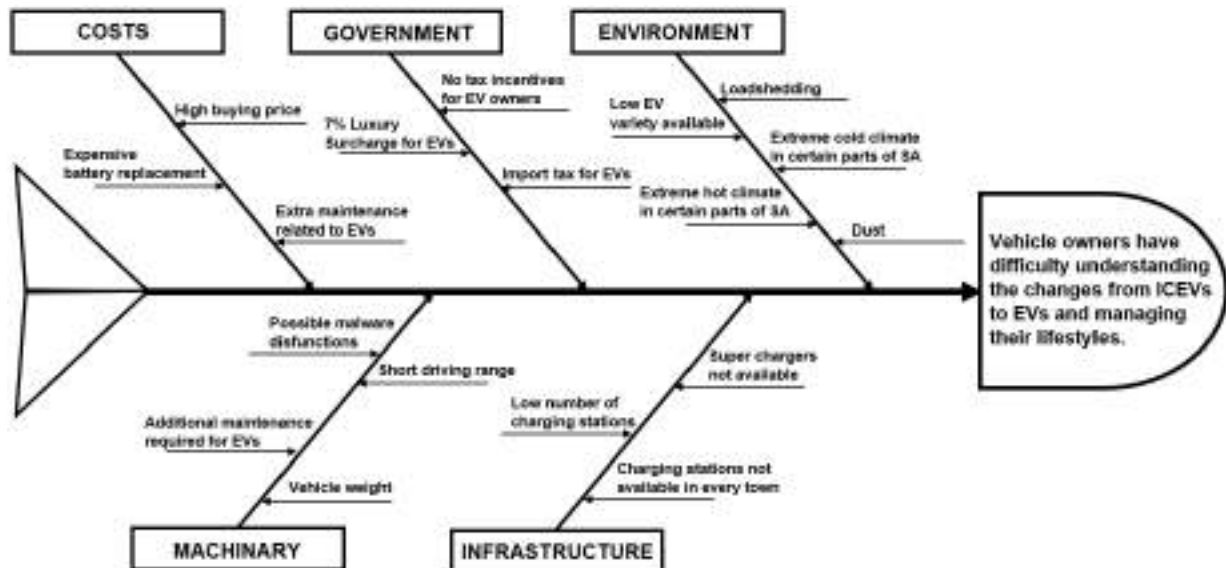 COSTS
GOVERNMENT
ENVIRONMENT
High buying price
Expensive
battery replacement
Extra maintenance
related to EVs
No tax incentives
for EV owners
7% Luxury
Surcharge for EVs
Import tax for EVs
Loadshedding
Low EV
variety available
Extreme cold climate
in certain parts of SA
Extreme hot climate
in certain parts of SA
Dust
Vehicle owners have
difficulty understanding
the changes from ICEVs
to EVs and managing
their lifestyles.
Possible malware
disfunctions
Short driving range
Additional maintenance
required for EVs
Vehicle weight
Super chargers
not available
Low number of
charging stations
Charging stations not
available in every town
MACHINARY
INFRASTRUCTURE